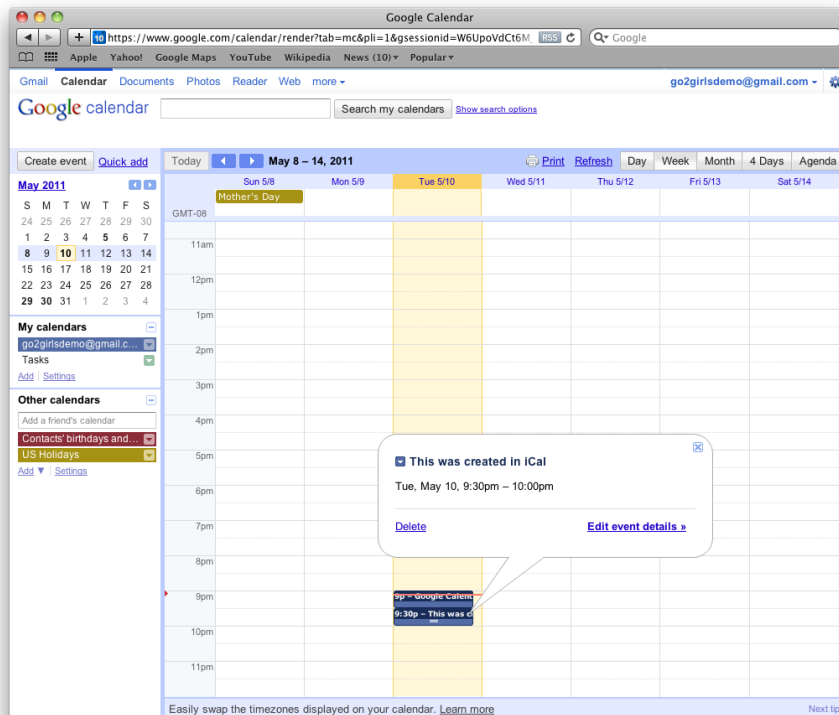 Google Calendar
https://www.google.com/calendar/render?tab=mc&pli=1&gsessionid=W6UpoVdCt6M RSS Google
Apple Yahoo! Google Maps YouTube Wikipedia News (10) Popular
Gmail Calendar Documents Photos Reader Web more go2girlsdemo@gmail.com
Google calendar Search my calendars Show search options
Create event Quick add Today May 8 – 14, 2011 Print Refresh Day Week Month 4 Days Agenda
May 2011
Sun 5/8 Mon 5/9 Tue 5/10 Wed 5/11 Thu 5/12 Fri 5/13 Sat 5/14
Mother's Day
GMT-08
S M T W T F S
24 25 26 27 28 29 30
1 2 3 4 5 6 7
8 9 10 11 12 13 14
15 16 17 18 19 20 21
22 23 24 25 26 27 28
29 30 31 1 2 3 4
My calendars
go2girlsdemo@gmail.c...
Tasks
Add Settings
Other calendars
Add a friend's calendar
Contacts' birthdays and...
US Holidays
Add ▼ Settings
11am
12pm
1pm
2pm
3pm
4pm
5pm
6pm
7pm
8pm
9pm
10pm
11pm
This was created in iCal
Tue, May 10, 9:30pm – 10:00pm
Delete Edit event details »
9p – Google Calend
9:30p – This was c
Easily swap the timezones displayed on your calendar. Learn more Next tip